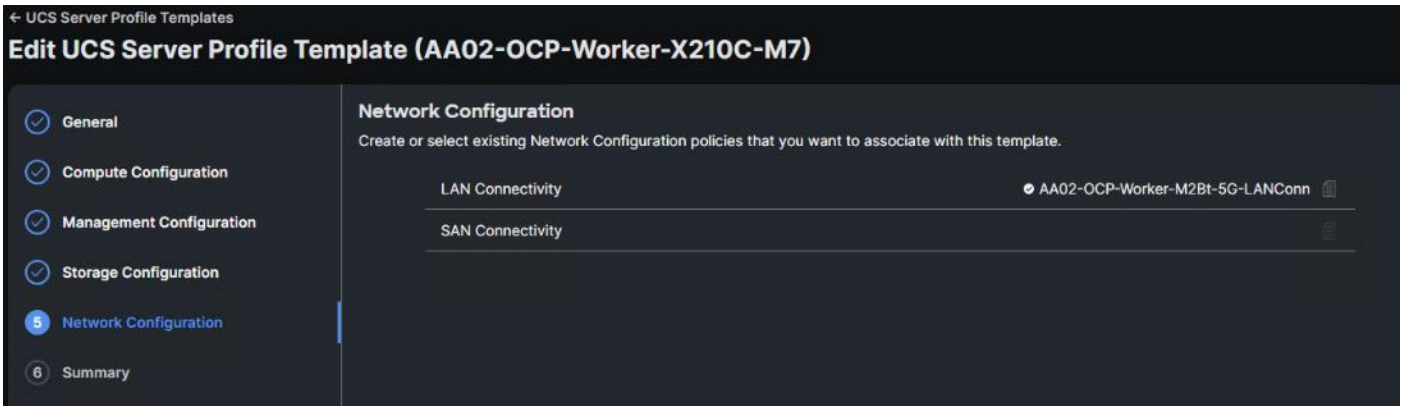 ← UCS Server Profile Templates
Edit UCS Server Profile Template (AA02-OCP-Worker-X210C-M7)
General
Compute Configuration
Management Configuration
Storage Configuration
5 Network Configuration
6 Summary
Network Configuration
Create or select existing Network Configuration policies that you want to associate with this template.
LAN Connectivity AA02-OCP-Worker-M2Bt-5G-LANConn
SAN Connectivity